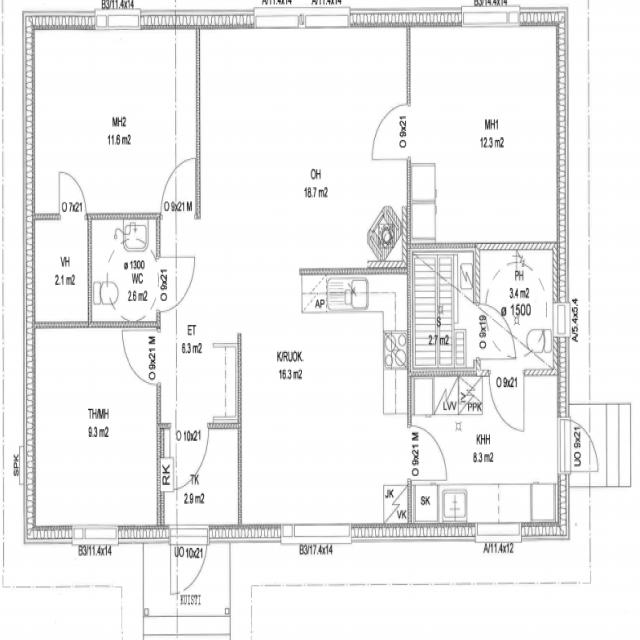 B3/11.4x14
A/11.4x14
A/11.4x14
B3/14.4x14
MH2
11.6 m2
O 9x21
MH1
12.3 m2
OH
18.7 m2
O 7x21
O 9x21 M
VH
2.1 m2
ø 1300
WC
2.6 m2
O 9x21
PH
3.4 m2
ø 1500
AP
K
S
2.7 m2
O 9x19
A/5.4x5.4
ET
6.3 m2
O 9x21 M
K/RUOK.
16.3 m2
O 9x21
LVV
PPK
TH/MH
9.3 m2
O 10x21
O 9x21 M
KHH
8.3 m2
UO 9x21
SPK
RK
TK
2.9 m2
JK
VK
SK
B3/11.4x14
UO 10x21
B3/17.4x14
A/11.4x12
KUISTI